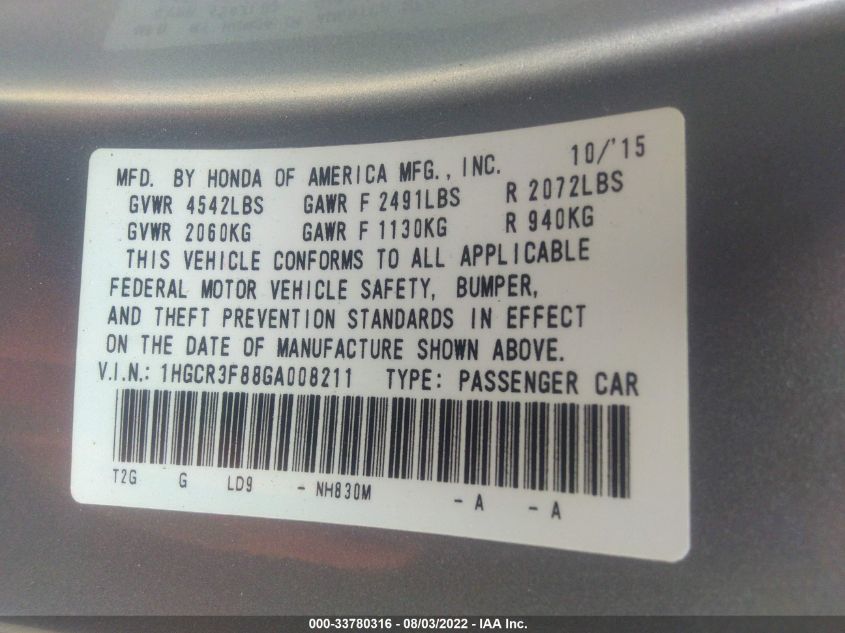 MFD. BY HONDA OF AMERICA MFG., INC. 10/'15
GVWR 4542LBS GAWR F 2491LBS R 2072LBS
GVWR 2060KG GAWR F 1130KG R 940KG
THIS VEHICLE CONFORMS TO ALL APPLICABLE
FEDERAL MOTOR VEHICLE SAFETY, BUMPER,
AND THEFT PREVENTION STANDARDS IN EFFECT
ON THE DATE OF MANUFACTURE SHOWN ABOVE.
V.I.N.: 1HGCR3F88GA008211 TYPE: PASSENGER CAR
T2G G LD9 - NH830M - A - A
000-33780316 - 08/03/2022 - IAA Inc.